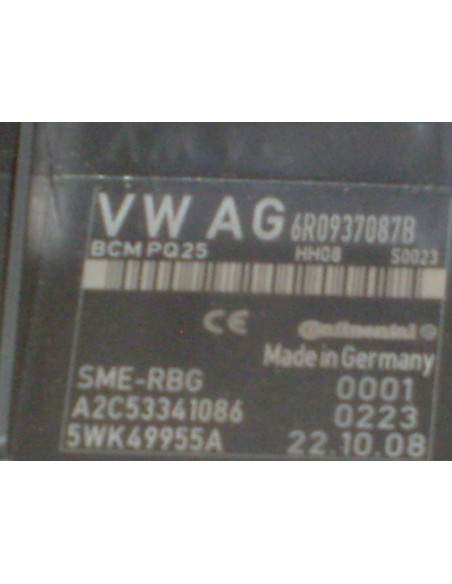 VW AG 6R0937087B
BCM PQ25 HH08 S0023
CE Continental
Made in Germany
SME-RBG 0001
A2C53341086 0223
5WK49955A 22.10.08